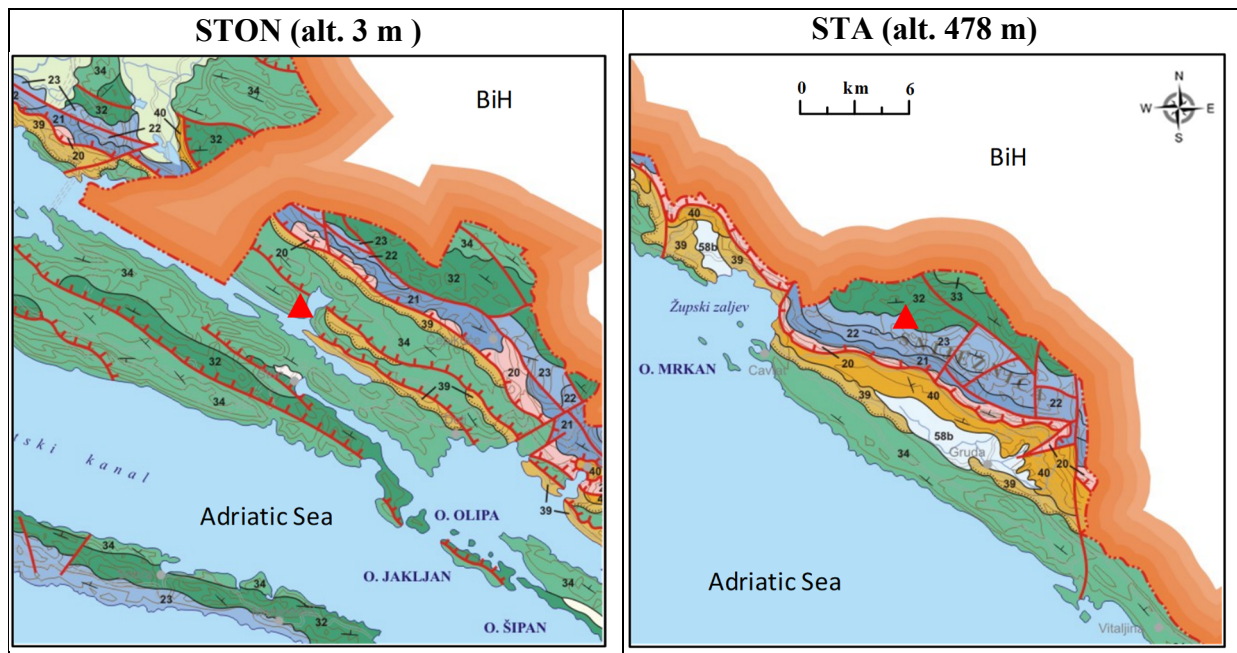 STON (alt. 3 m )
34
23
BiH
32
40
34
21
22
39
32
20
20
23
22
34
34
32
21
39
34
23
20
32
39
22
21
34
40
39
Adriatic Sea
O. OLIPA
34
O. JAKLJAN
23
34
34
32
O. ŠIPAN
STA (alt. 478 m)
0 km 6
N
W E
S
BiH
40
39
58b
39
Župski zaljev
32
33
22
23
O. MRKAN
Cavtat
20
21
SNIJEŽNICA
22
40
39
58b
34
Gruda
20
40
39
Adriatic Sea
Vitaljina